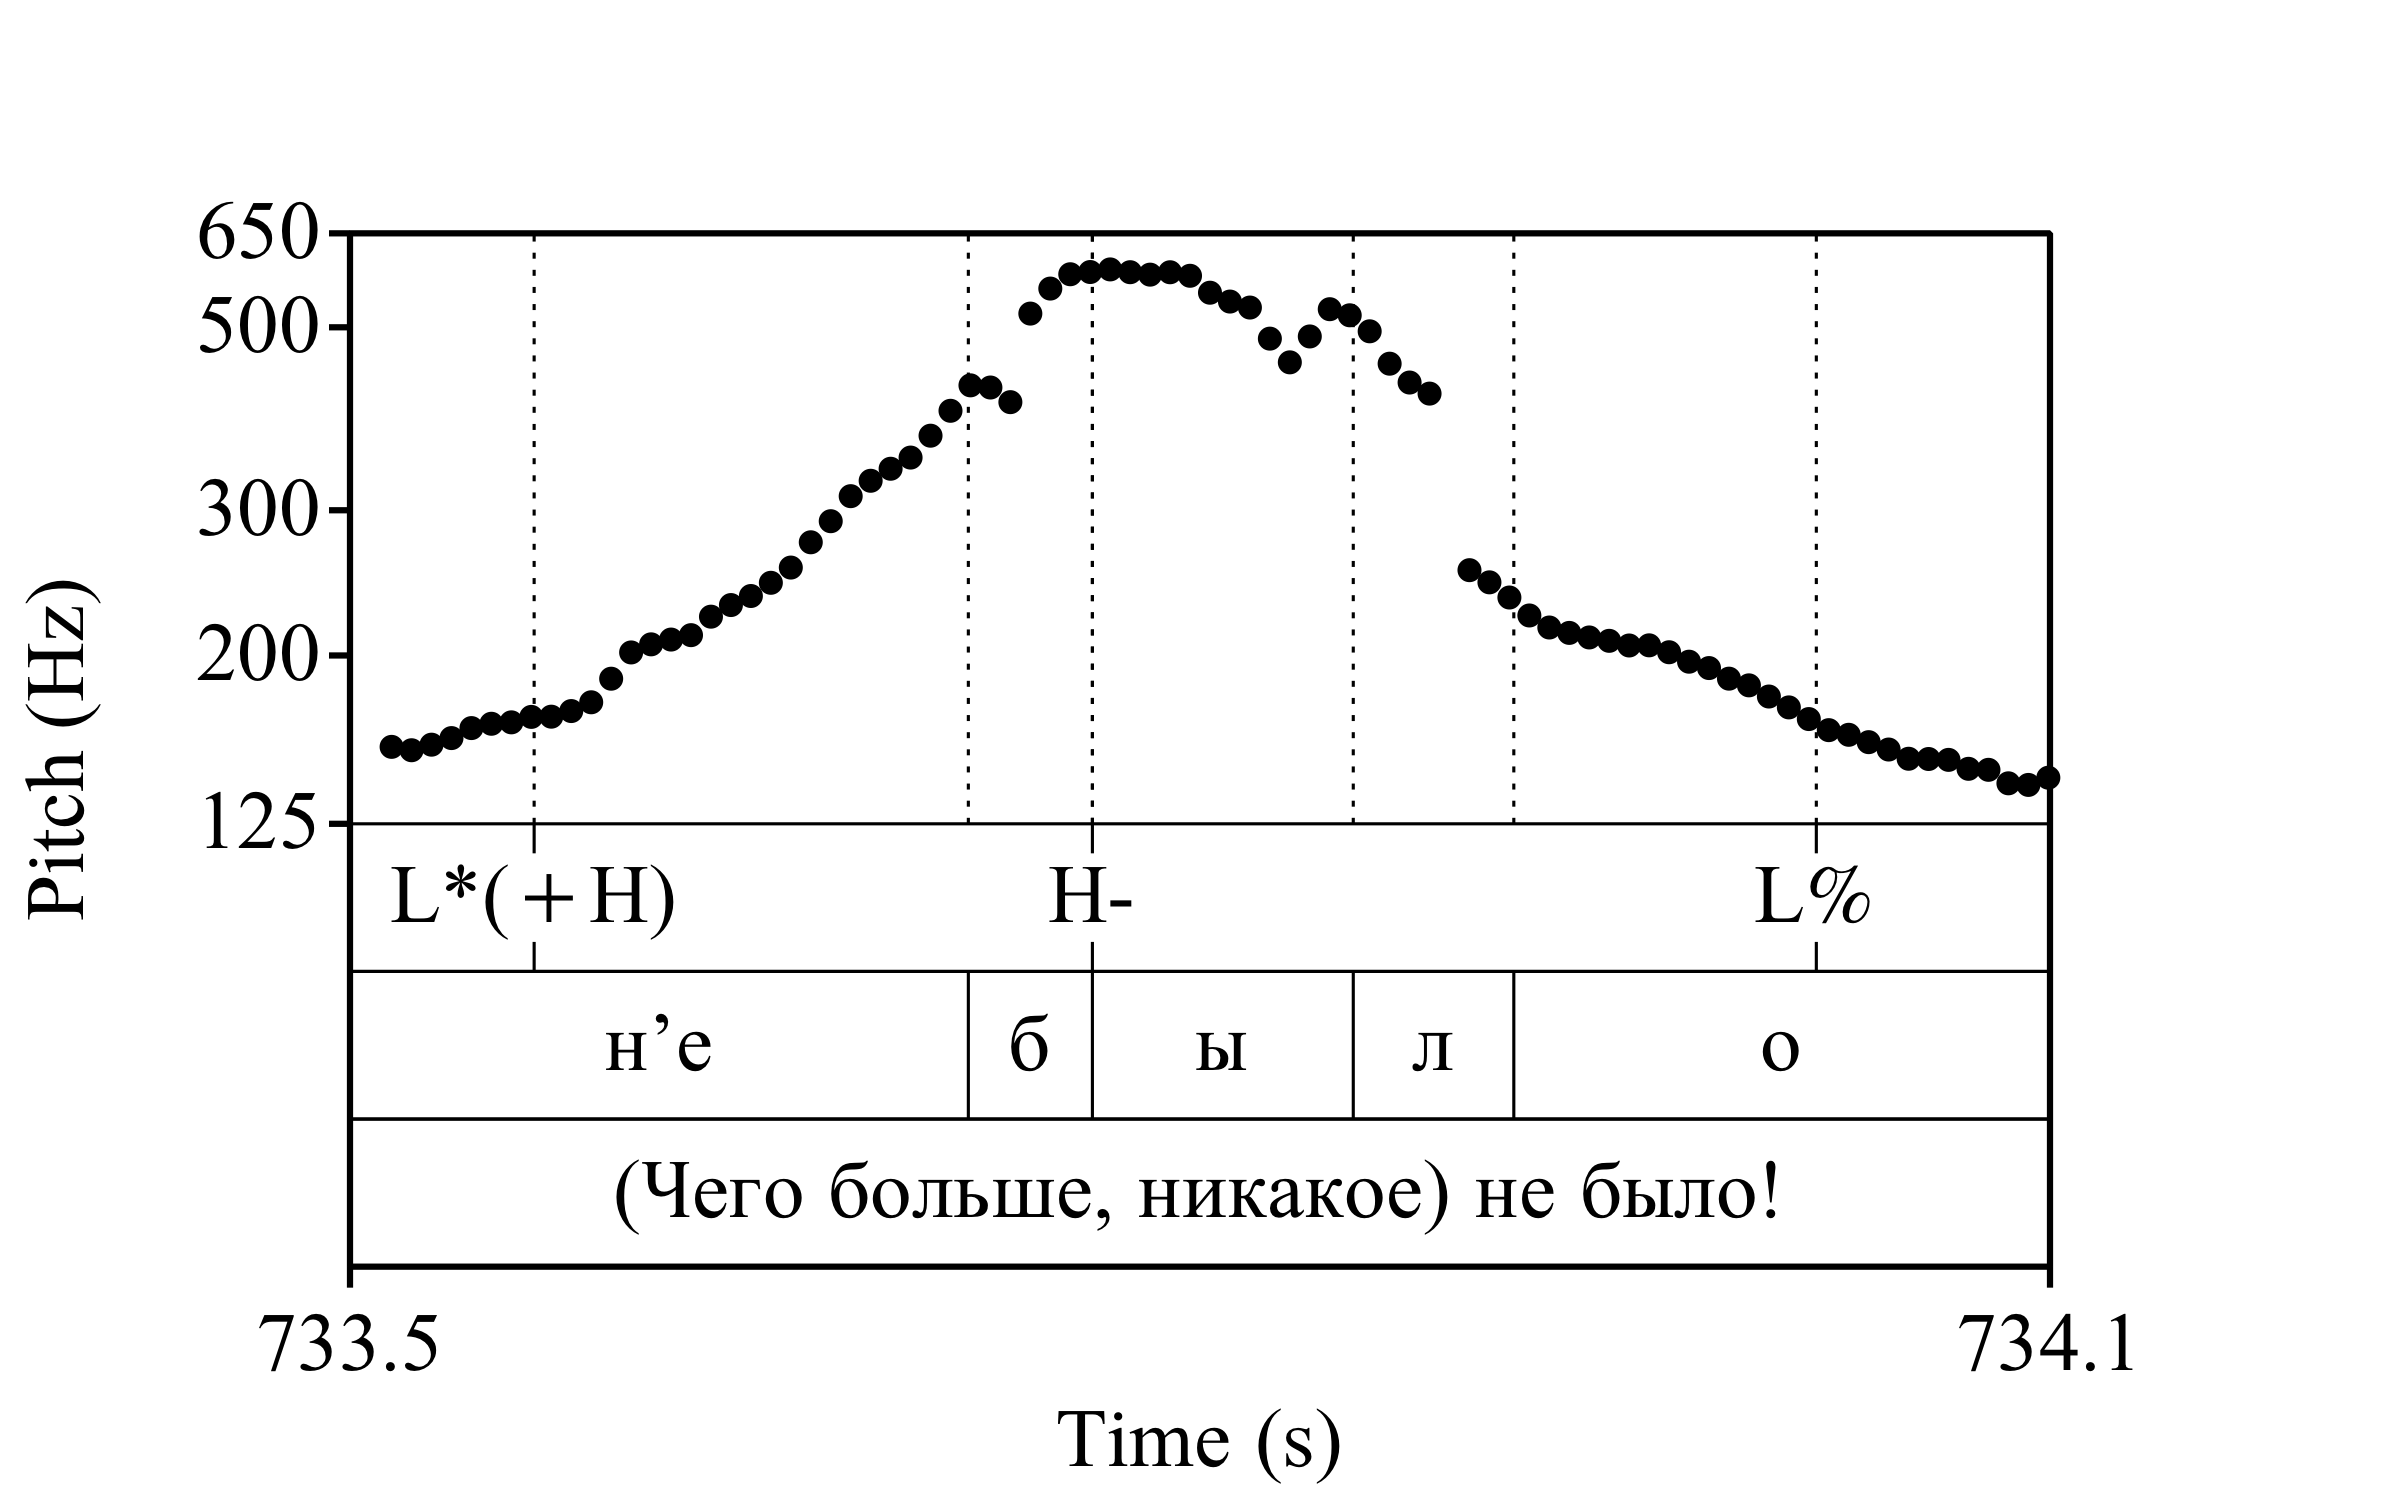 650
500
300
200
125
Pitch (Hz)
L*(+H) H- L%
н’е б ы л о
(Чего больше, никакое) не было!
733.5 734.1
Time (s)